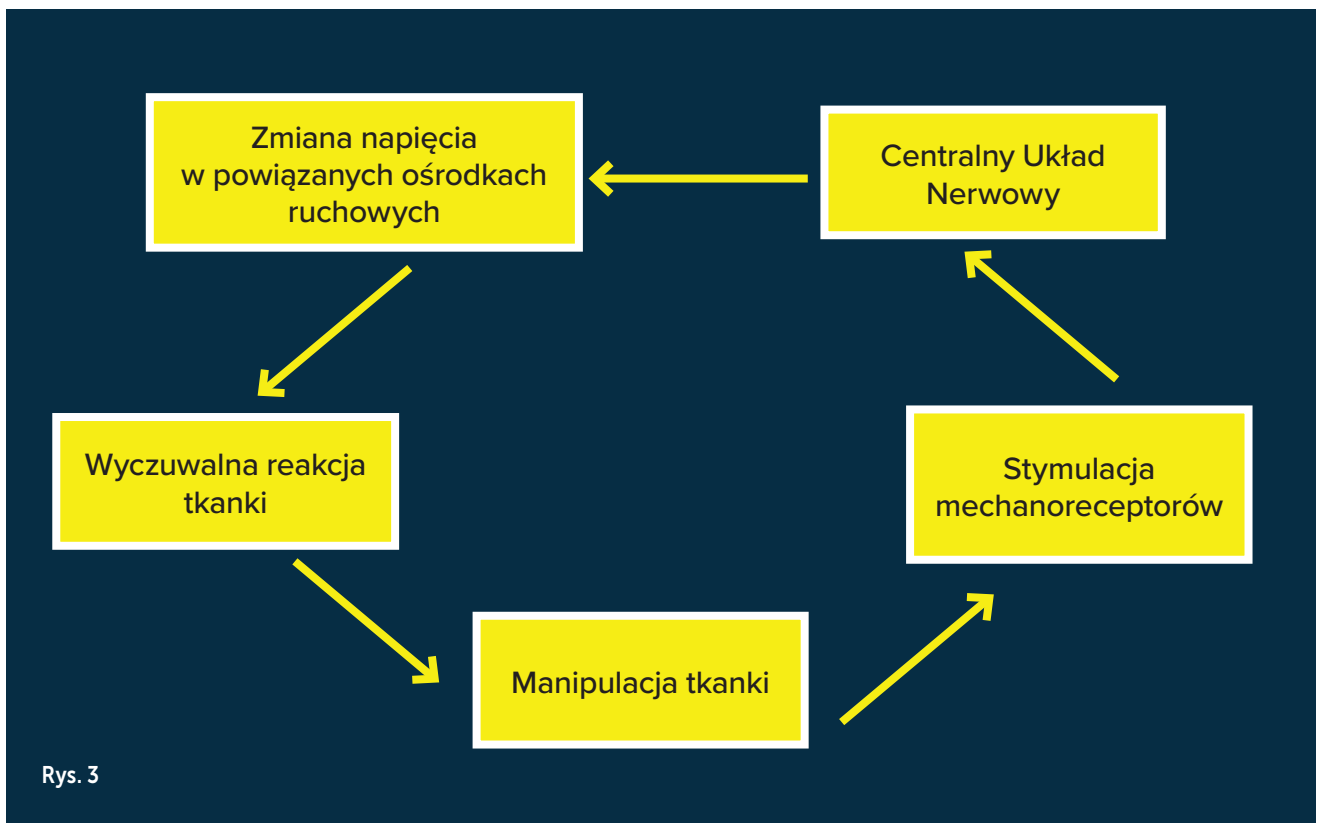 Zmiana napięcia
w powiązanych ośrodkach
ruchowych
Centralny Układ
Nerwowy
Wyczuwalna reakcja
tkanki
Stymulacja
mechanoreceptorów
Manipulacja tkanki
Rys. 3